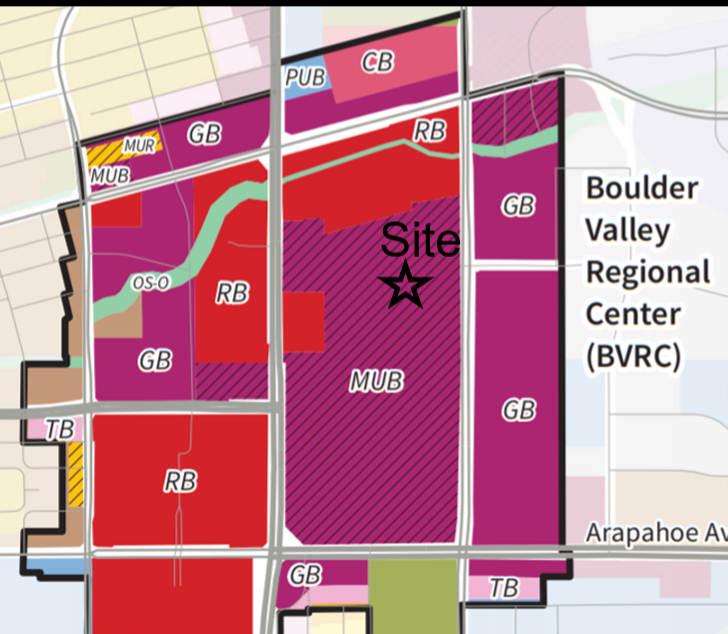 CB
PUB
GB
RB
MUR
MUB
GB
Boulder
Valley
Regional
Center
(BVRC)
Site
OS-O
RB
GB
MUB
GB
TB
RB
Arapahoe Av
GB
TB